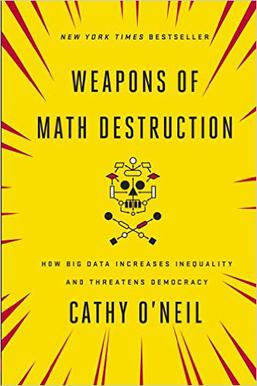 NEW YORK TIMES BESTSELLER
WEAPONS OF
MATH DESTRUCTION
HOW BIG DATA INCREASES INEQUALITY
AND THREATENS DEMOCRACY
CATHY O'NEIL